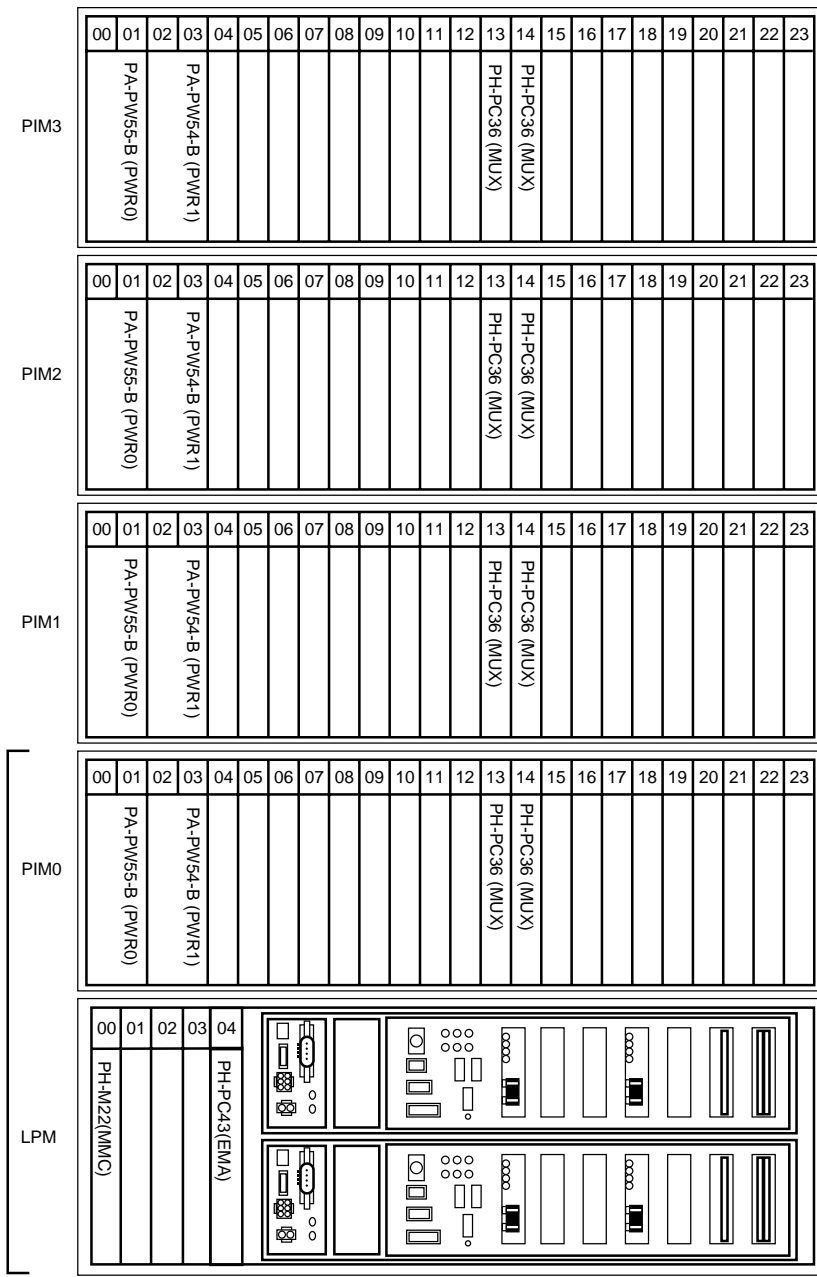 00 01 02 03 04 05 06 07 08 09 10 11 12 13 14 15 16 17 18 19 20 21 22 23
PIM3
PA-PW55-B (PWR0)
PA-PW54-B (PWR1)
PH-PC36 (MUX)
PH-PC36 (MUX)
00 01 02 03 04 05 06 07 08 09 10 11 12 13 14 15 16 17 18 19 20 21 22 23
PIM2
PA-PW55-B (PWR0)
PA-PW54-B (PWR1)
PH-PC36 (MUX)
PH-PC36 (MUX)
00 01 02 03 04 05 06 07 08 09 10 11 12 13 14 15 16 17 18 19 20 21 22 23
PIM1
PA-PW55-B (PWR0)
PA-PW54-B (PWR1)
PH-PC36 (MUX)
PH-PC36 (MUX)
00 01 02 03 04 05 06 07 08 09 10 11 12 13 14 15 16 17 18 19 20 21 22 23
PIM0
PA-PW55-B (PWR0)
PA-PW54-B (PWR1)
PH-PC36 (MUX)
PH-PC36 (MUX)
00 01 02 03 04
LPM
PH-M22(MMC)
PH-PC43(EMA)